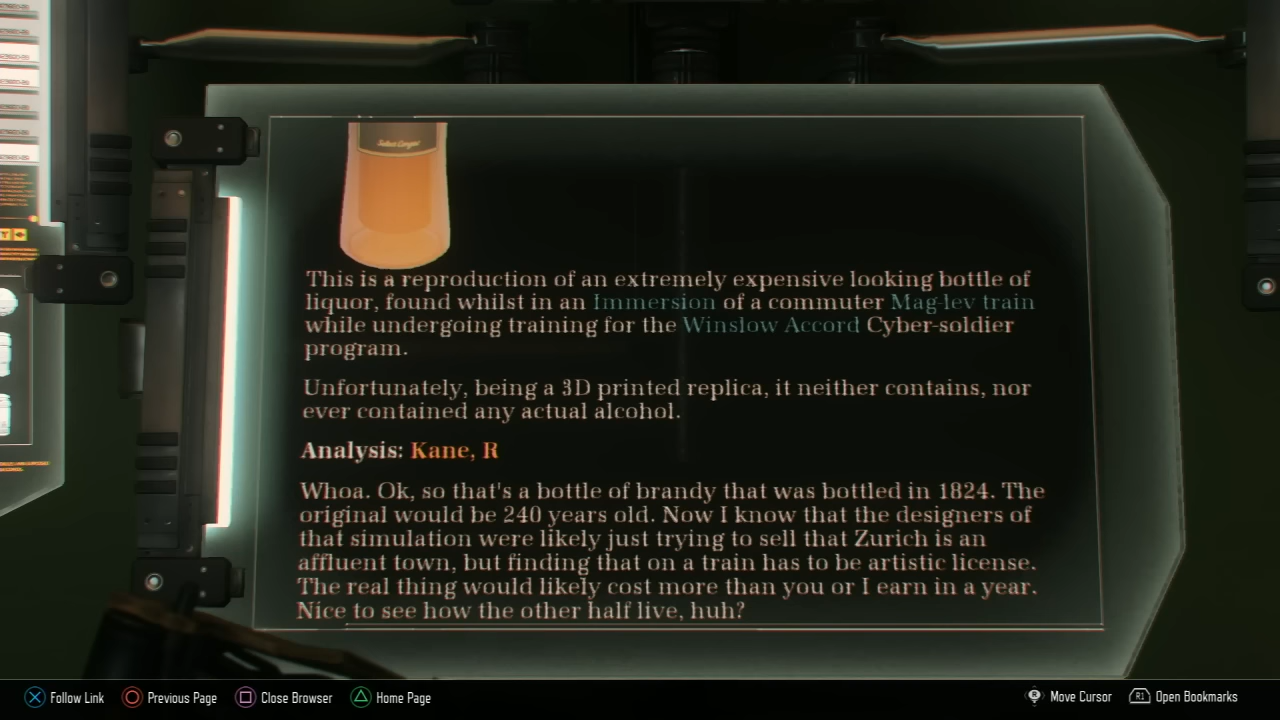 This is a reproduction of an extremely expensive looking bottle of
liquor, found whilst in an Immersion of a commuter Mag-lev train
while undergoing training for the Winslow Accord Cyber-soldier
program.
Unfortunately, being a 3D printed replica, it neither contains, nor
ever contained any actual alcohol.
Analysis: Kane, R
Whoa. Ok, so that's a bottle of brandy that was bottled in 1824. The
original would be 240 years old. Now I know that the designers of
that simulation were likely just trying to sell that Zurich is an
affluent town, but finding that on a train has to be artistic license.
The real thing would likely cost more than you or I earn in a year.
Nice to see how the other half live, huh?
Follow Link Previous Page Close Browser Home Page R Move Cursor R1 Open Bookmarks